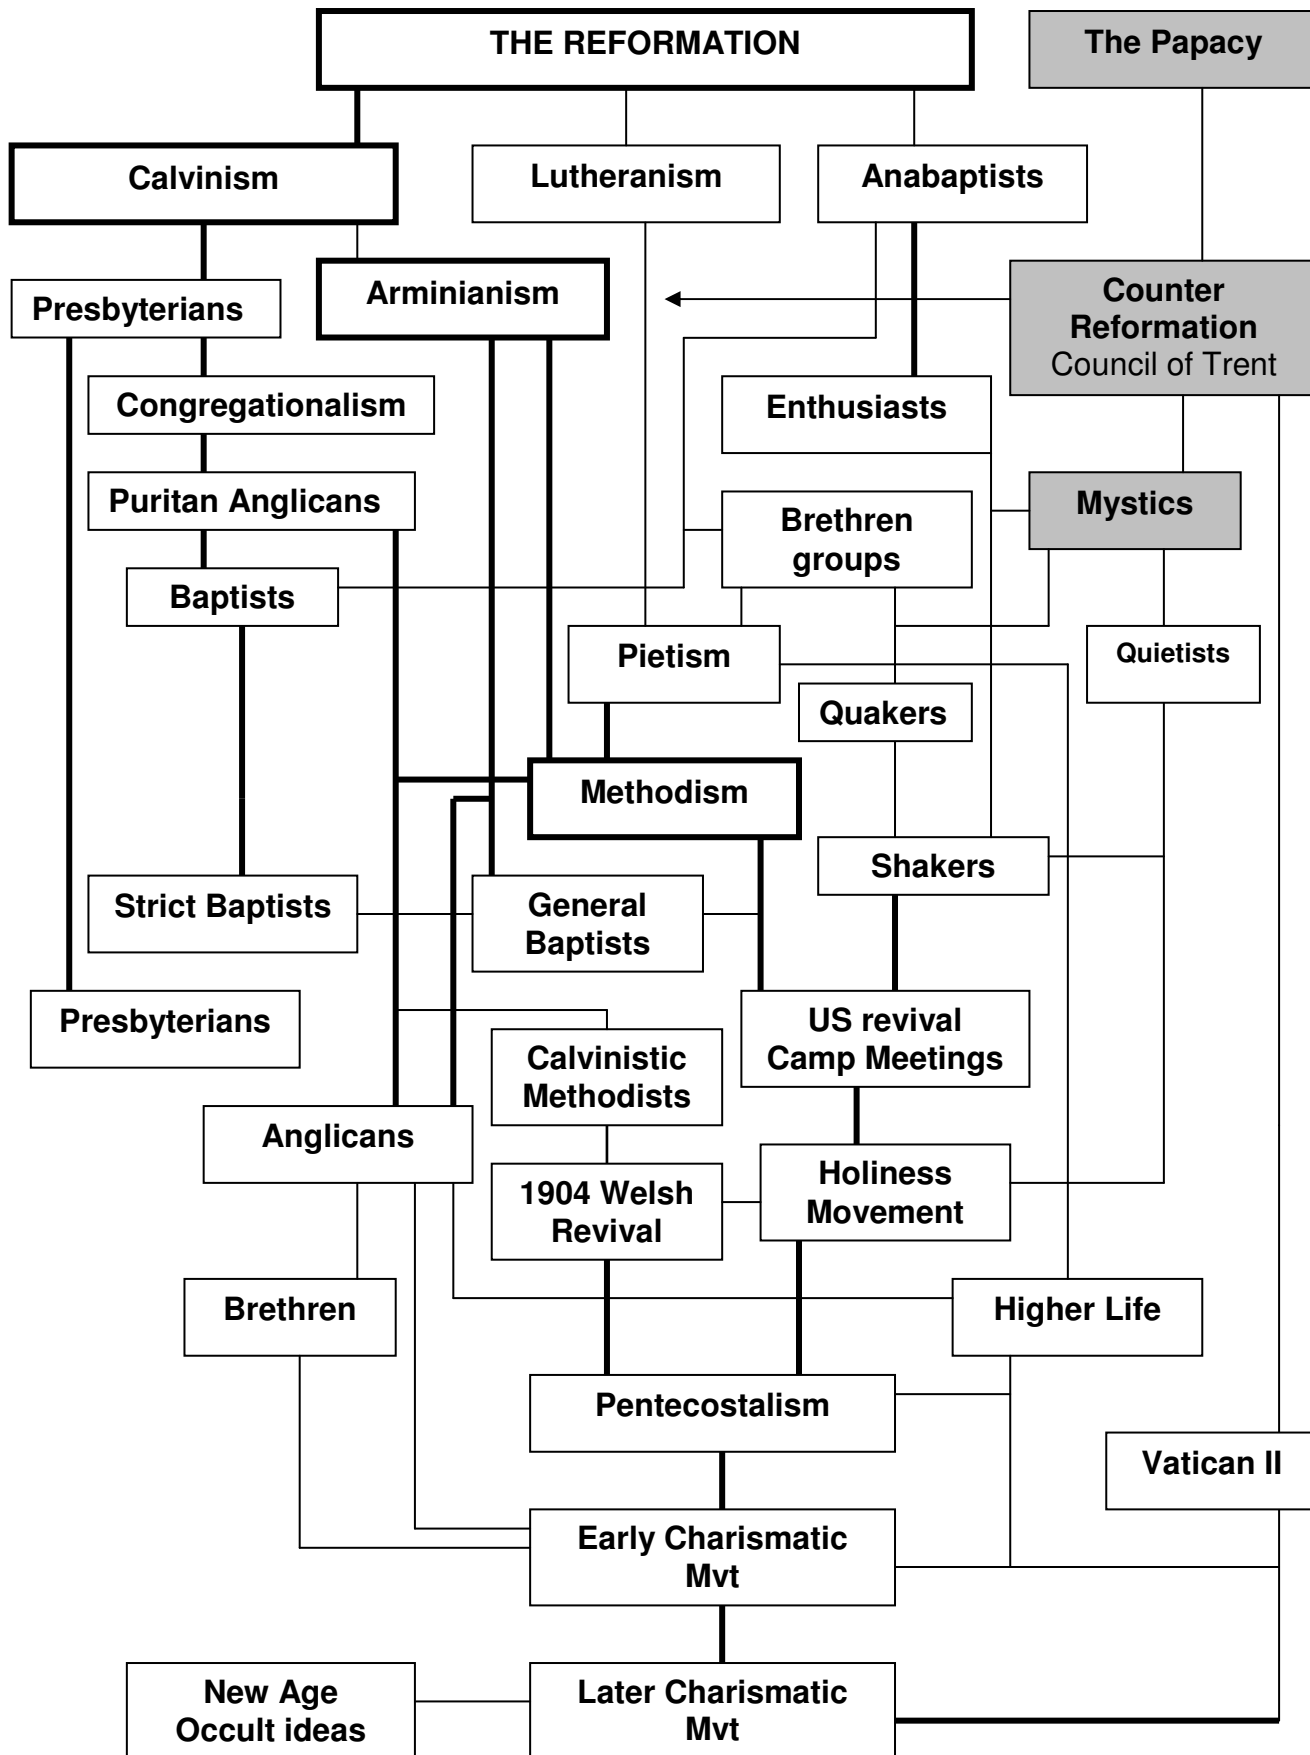 THE REFORMATION
The Papacy
Calvinism
Lutheranism
Anabaptists
Presbyterians
Arminianism
Counter
Reformation
Council of Trent
Congregationalism
Enthusiasts
Puritan Anglicans
Brethren
groups
Mystics
Baptists
Pietism
Quietists
Quakers
Methodism
Shakers
Strict Baptists
General
Baptists
Presbyterians
US revival
Camp Meetings
Calvinistic
Methodists
Anglicans
1904 Welsh
Revival
Holiness
Movement
Brethren
Higher Life
Pentecostalism
Vatican II
Early Charismatic
Mvt
New Age
Occult ideas
Later Charismatic
Mvt